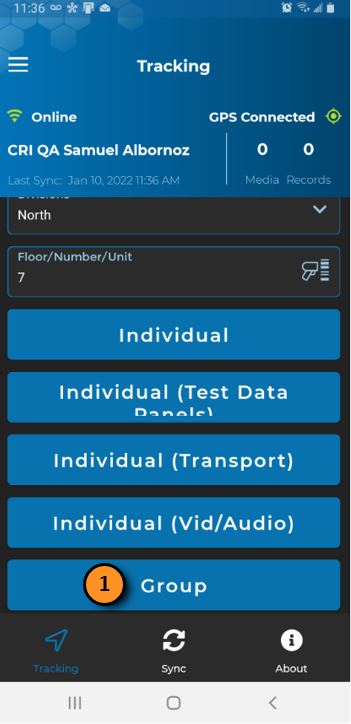 11:36
Tracking
Online
GPS Connected
CRI QA Samuel Albornoz
0 0
Last Sync: Jan 10, 2022 11:36 AM
Media Records
Divisions
North
Floor/Number/Unit
7
Individual
Individual (Test Data
Panels)
Individual (Transport)
Individual (Vid/Audio)
1
Group
Tracking
Sync
About